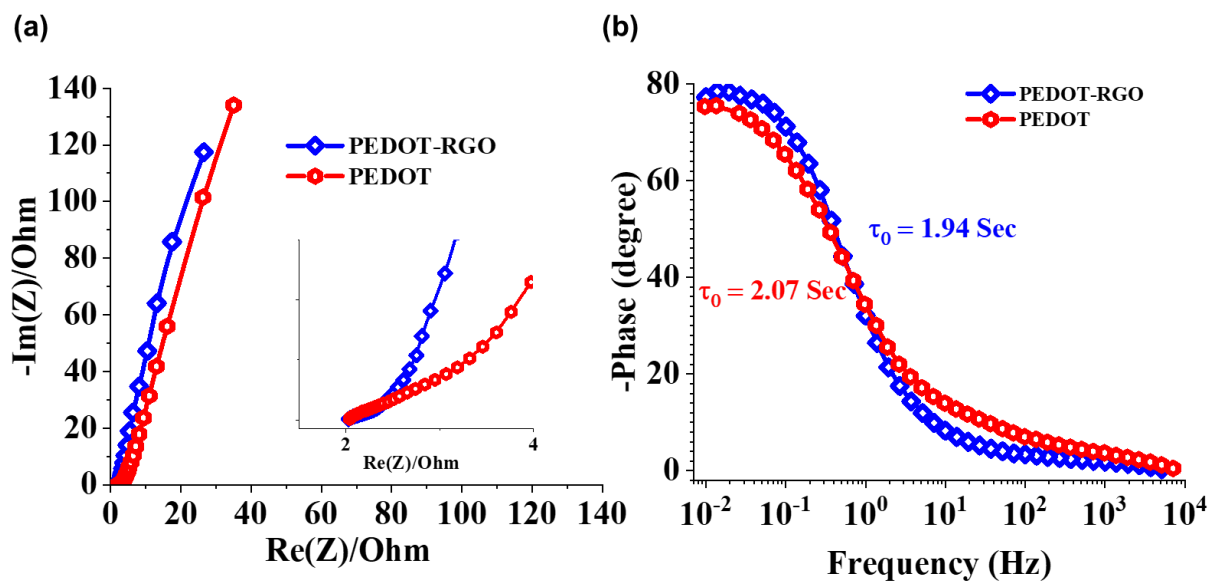 (a)
140
120
100
80
60
40
20
0
-Im(Z)/Ohm
PEDOT-RGO
PEDOT
2
4
Re(Z)/Ohm
0
20
40
60
80
100
120
140
Re(Z)/Ohm
(b)
80
60
40
20
0
-Phase (degree)
PEDOT-RGO
PEDOT
τ₀ = 1.94 Sec
τ₀ = 2.07 Sec
10⁻²
10⁻¹
10⁰
10¹
10²
10³
10⁴
Frequency (Hz)